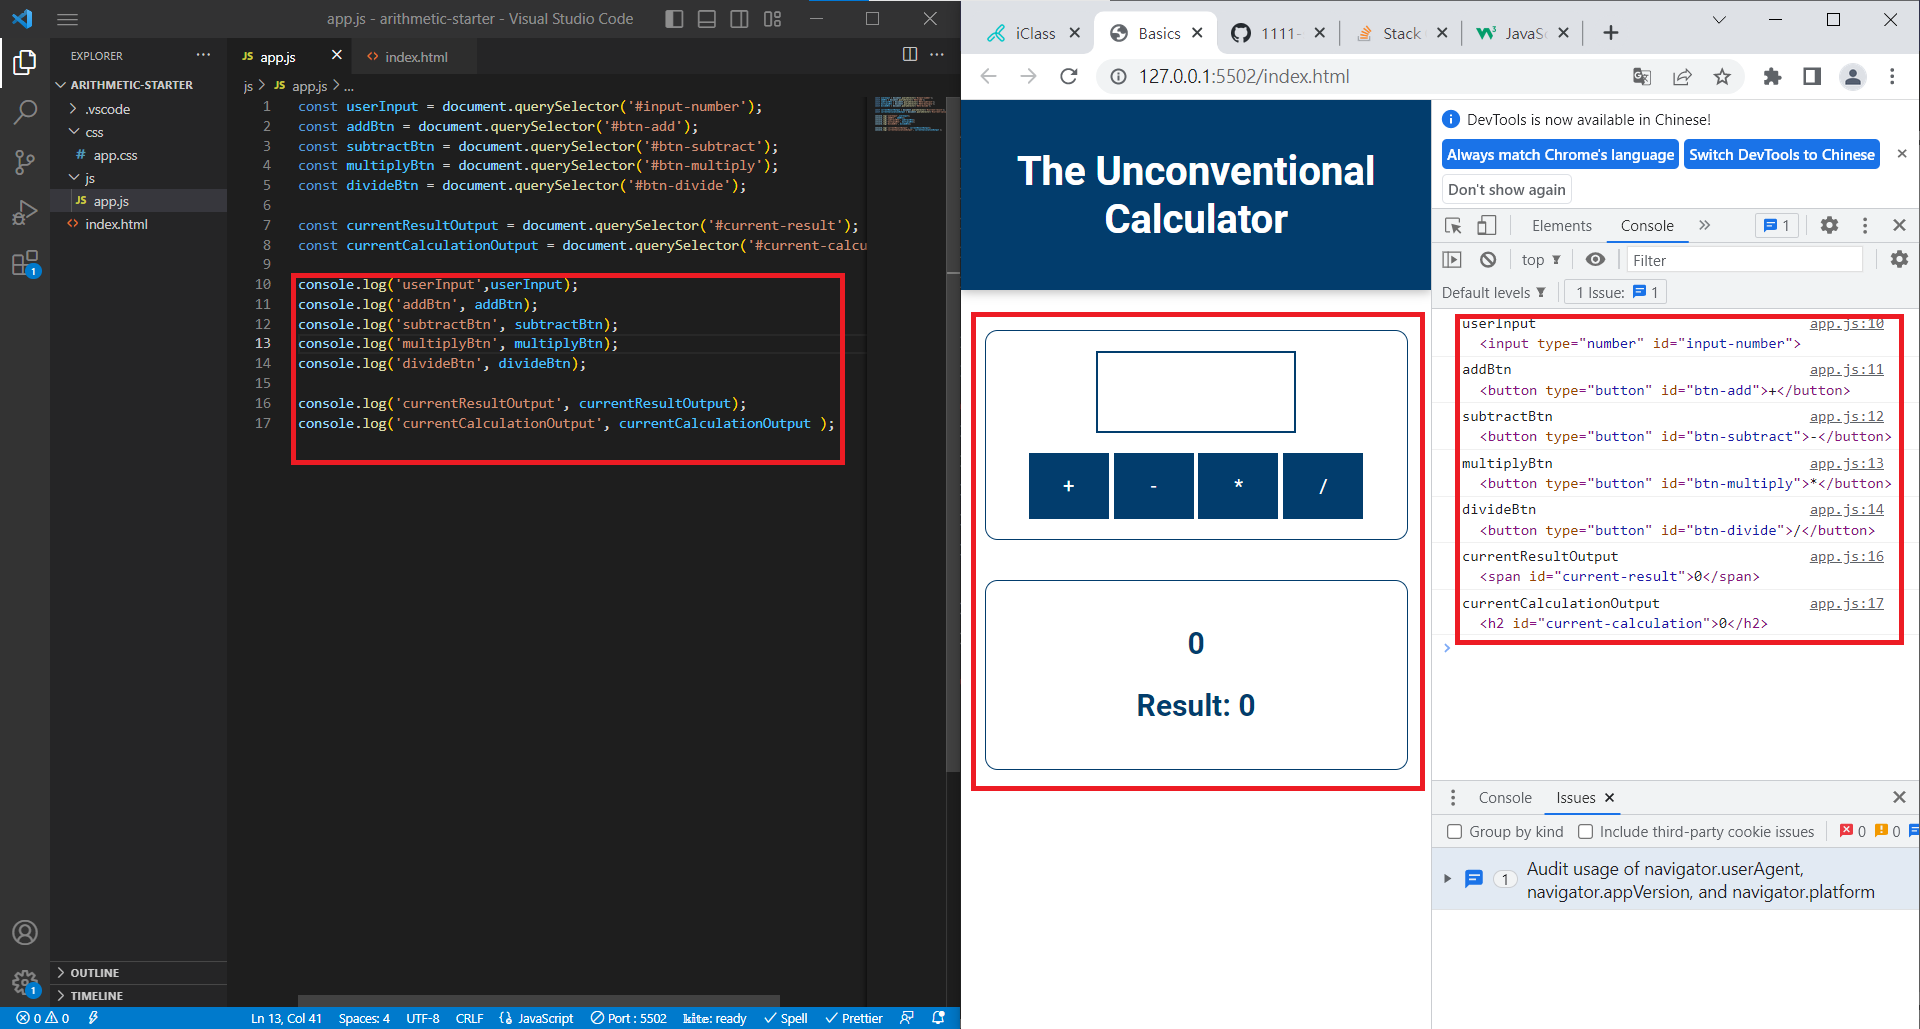 app.js - arithmetic-starter - Visual Studio Code
EXPLORER
ARITHMETIC-STARTER
.vscode
css
# app.css
js
JS app.js
<> index.html
OUTLINE
TIMELINE
JS app.js
<> index.html
js > JS app.js > ...
1 const userInput = document.querySelector('#input-number');
2 const addBtn = document.querySelector('#btn-add');
3 const subtractBtn = document.querySelector('#btn-subtract');
4 const multiplyBtn = document.querySelector('#btn-multiply');
5 const divideBtn = document.querySelector('#btn-divide');
6
7 const currentResultOutput = document.querySelector('#current-result');
8 const currentCalculationOutput = document.querySelector('#current-calcu
9
10 console.log('userInput',userInput);
11 console.log('addBtn', addBtn);
12 console.log('subtractBtn', subtractBtn);
13 console.log('multiplyBtn', multiplyBtn);
14 console.log('divideBtn', divideBtn);
15
16 console.log('currentResultOutput', currentResultOutput);
17 console.log('currentCalculationOutput', currentCalculationOutput );
1
1
0 0
Ln 13, Col 41 Spaces: 4 UTF-8 CRLF {} JavaScript Port : 5502 kite: ready Spell Prettier
iClass Basics 1111- Stack JavaSc
127.0.0.1:5502/index.html
The Unconventional
Calculator
+ - * /
0
Result: 0
DevTools is now available in Chinese!
Always match Chrome's language Switch DevTools to Chinese
Don't show again
Elements Console 1
top Filter
Default levels 1 Issue: 1
userInput app.js:10
<input type="number" id="input-number">
addBtn app.js:11
<button type="button" id="btn-add">+</button>
subtractBtn app.js:12
<button type="button" id="btn-subtract">-</button>
multiplyBtn app.js:13
<button type="button" id="btn-multiply">*</button>
divideBtn app.js:14
<button type="button" id="btn-divide">/</button>
currentResultOutput app.js:16
<span id="current-result">0</span>
currentCalculationOutput app.js:17
<h2 id="current-calculation">0</h2>
Console Issues
Group by kind Include third-party cookie issues 0 0
1 Audit usage of navigator.userAgent,
navigator.appVersion, and navigator.platform